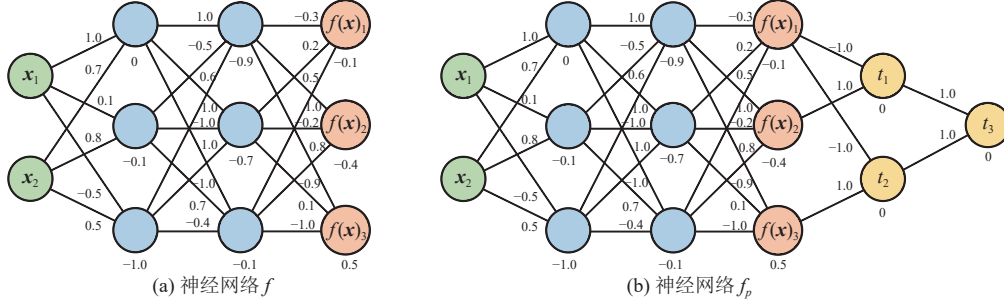 1.0 1.0 −0.3 f(x)₁
0 −0.9 −0.1
1.0 −0.5 0.2
x₁ 0.7 0.6 0.5
0.1 1.0 1.0
−1.0 −0.2 f(x)₂
0.8 1.0 0.8
−0.1 −0.7 −0.4
x₂ −0.5 −1.0 −0.9
0.7 0.1
0.5 −0.4 −1.0 f(x)₃
−1.0 −0.1 0.5
(a) 神经网络 f
1.0 −0.3 f(x)₁
0 −0.9 −0.1
1.0 −0.5 0.2 −1.0
x₁ 0.7 0.6 0.5 t₁
0.1 1.0 1.0 1.0 0 1.0
−1.0 −0.2 f(x)₂ t₃
0.8 1.0 0.8 −1.0 1.0 0
−0.1 −0.7 −0.4
x₂ −0.5 −1.0 −0.9 1.0 t₂
0.7 0.1 0
0.5 −0.4 −1.0 f(x)₃
−1.0 −0.1 0.5
(b) 神经网络 fₚ